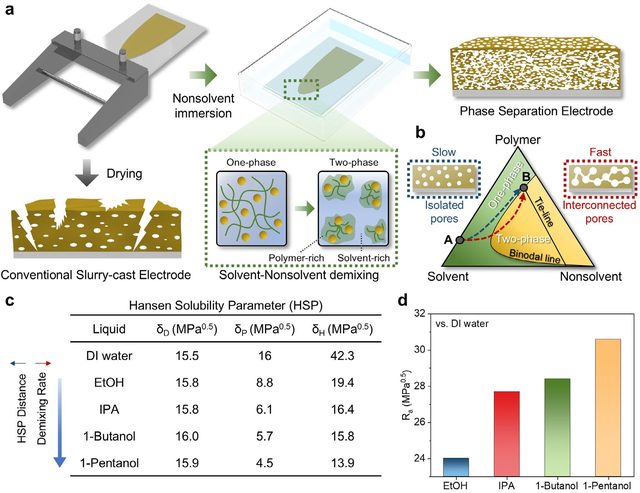 a
Nonsolvent
immersion
Phase Separation Electrode
Drying
Conventional Slurry-cast Electrode
One-phase
Two-phase
Polymer-rich
Solvent-rich
Solvent-Nonsolvent demixing
b
Polymer
Slow
Fast
Isolated
pores
Interconnected
pores
One-phase
B
Tie-line
A
Two-phase
Binodal line
Solvent
Nonsolvent
c
Hansen Solubility Parameter (HSP)
Liquid δD (MPa0.5) δP (MPa0.5) δH (MPa0.5)
DI water 15.5 16 42.3
EtOH 15.8 8.8 19.4
IPA 15.8 6.1 16.4
1-Butanol 16.0 5.7 15.8
1-Pentanol 15.9 4.5 13.9
HSP Distance
Demixing Rate
d
vs. DI water
Ra (MPa0.5)
32
30
28
26
24
EtOH IPA 1-Butanol 1-Pentanol